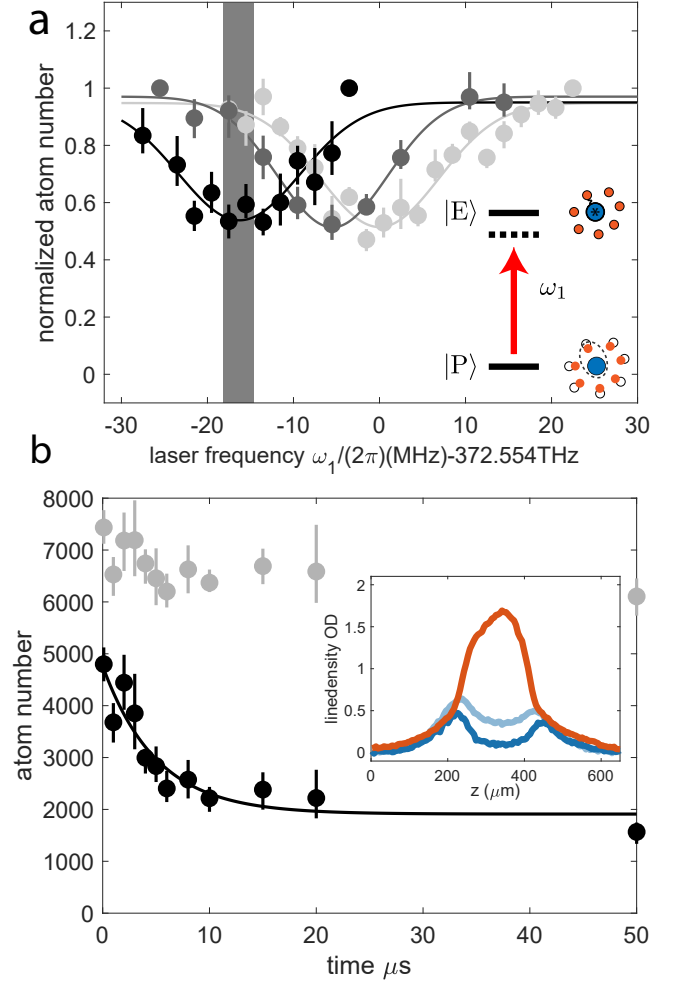 a
normalized atom number
1.2
1
0.8
0.6
0.4
0.2
0
-30 -20 -10 0 10 20 30
laser frequency ω₁/(2π)(MHz)-372.554THz
|E⟩
*
ω₁
|P⟩
b
atom number
8000
7000
6000
5000
4000
3000
2000
1000
0
0 10 20 30 40 50
time μs
linedensity OD
2
1.5
1
0.5
0
0 200 400 600
z (μm)